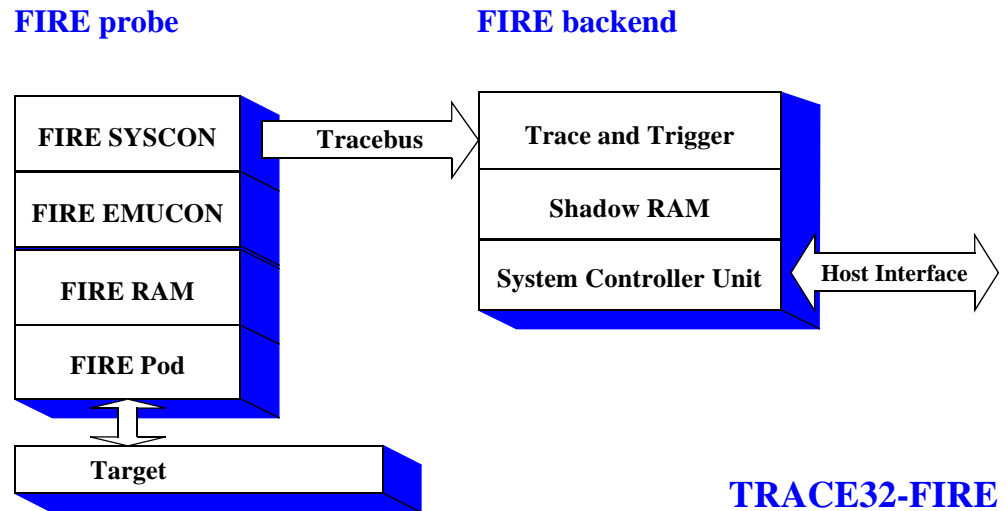 FIRE probe
FIRE backend
FIRE SYSCON
FIRE EMUCON
FIRE RAM
FIRE Pod
Target
Tracebus
Trace and Trigger
Shadow RAM
System Controller Unit
Host Interface
TRACE32-FIRE